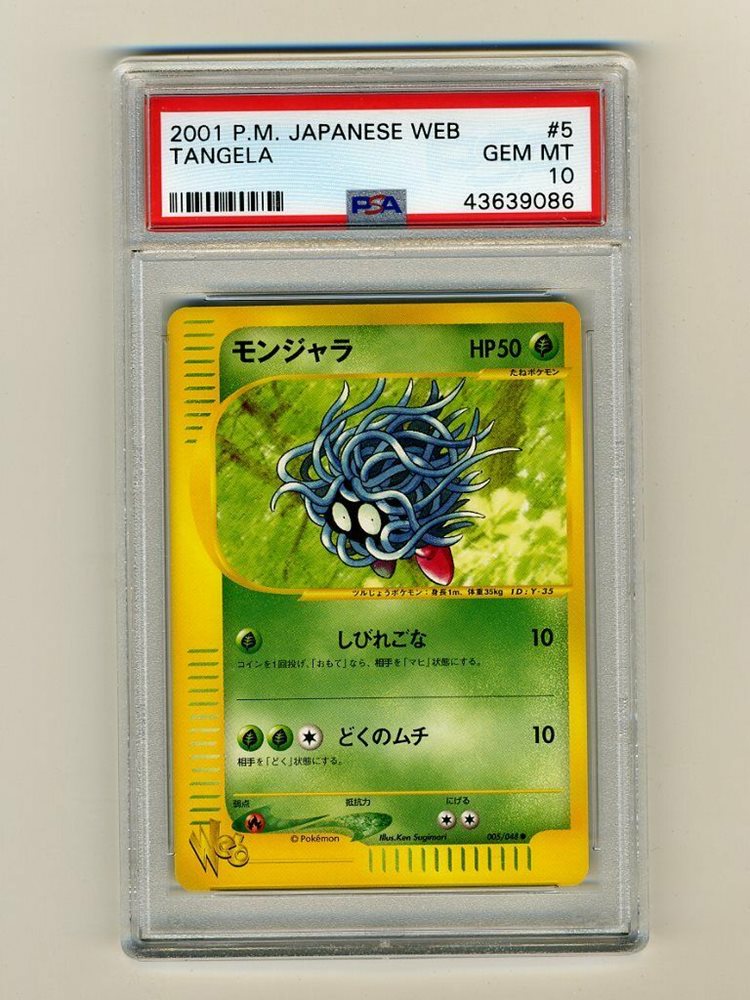 2001 P.M. JAPANESE WEB #5
TANGELA GEM MT
10
PSA 43639086
モンジャラ HP50
たねポケモン
ツルじょうポケモン：身長1m、体重35kg ID:Y-35
しびれごな 10
コインを1回投げ、「おもて」なら、相手を「マヒ」状態にする。
どくのムチ 10
相手を「どく」状態にする。
弱点 抵抗力 にげる
Web
©Pokémon Illus.Ken Sugimori 005/048●